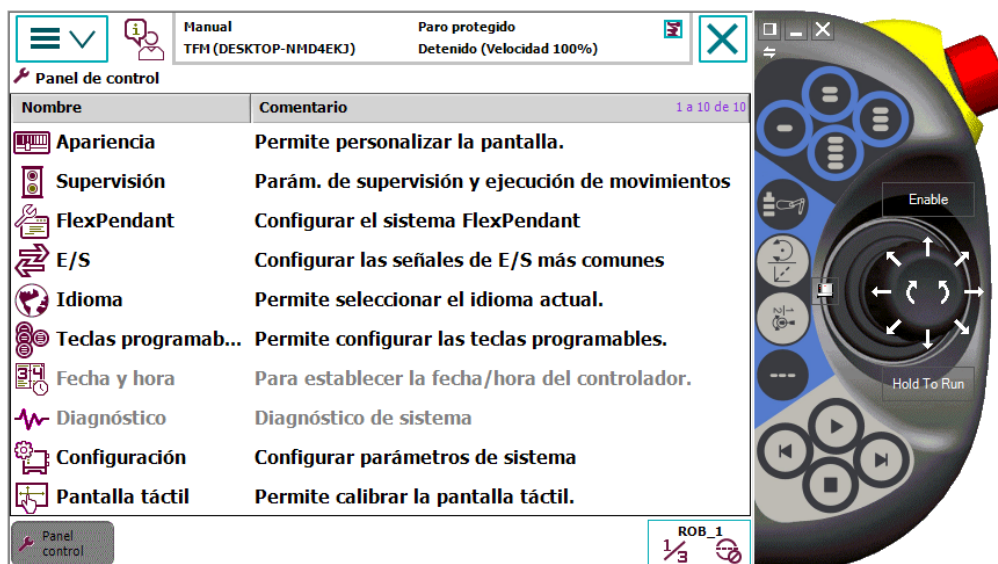 Manual
Paro protegido
TFM (DESKTOP-NMD4EKJ)
Detenido (Velocidad 100%)
Panel de control
Nombre
Comentario
1 a 10 de 10
Apariencia
Permite personalizar la pantalla.
Supervisión
Parám. de supervisión y ejecución de movimientos
FlexPendant
Configurar el sistema FlexPendant
E/S
Configurar las señales de E/S más comunes
Idioma
Permite seleccionar el idioma actual.
Teclas programab...
Permite configurar las teclas programables.
Fecha y hora
Para establecer la fecha/hora del controlador.
Diagnóstico
Diagnóstico de sistema
Configuración
Configurar parámetros de sistema
Pantalla táctil
Permite calibrar la pantalla táctil.
Panel
control
ROB_1
1/3
Enable
Hold To Run